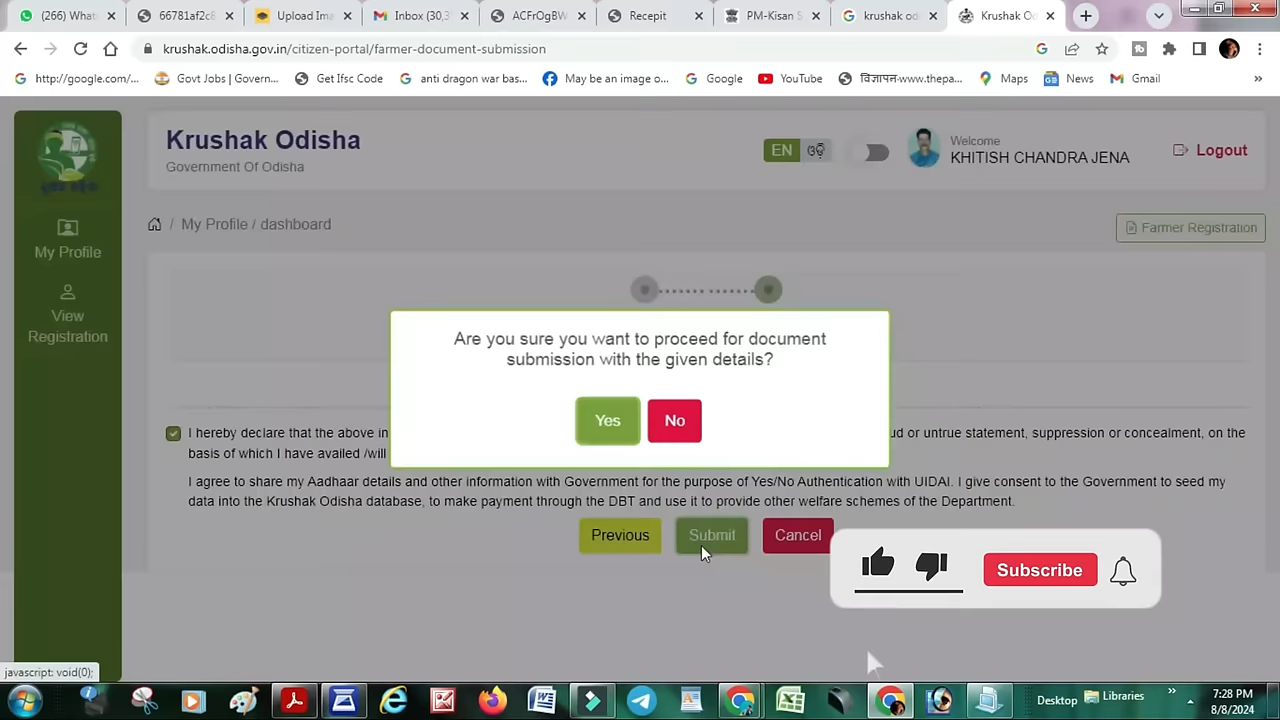 (266) What
66781af2c8
Upload Ima
Inbox (30,3
ACFrOgBV
Recepit
PM-Kisan S
krushak od
Krushak Od
krushak.odisha.gov.in/citizen-portal/farmer-document-submission
http://google.com/...
Govt Jobs | Govern...
Get Ifsc Code
anti dragon war bas...
May be an image o...
Google
YouTube
विज्ञापन-www.thepa...
Maps
News
Gmail
»
Krushak Odisha
Government Of Odisha
EN ଓଡ଼ି
Welcome
KHITISH CHANDRA JENA
Logout
My Profile
View
Registration
/ My Profile / dashboard
Farmer Registration
Are you sure you want to proceed for document
submission with the given details?
Yes
No
I hereby declare that the above in
ud or untrue statement, suppression or concealment, on the
basis of which I have availed /will
I agree to share my Aadhaar details and other information with Government for the purpose of Yes/No Authentication with UIDAI. I give consent to the Government to seed my
data into the Krushak Odisha database, to make payment through the DBT and use it to provide other welfare schemes of the Department.
Previous
Submit
Cancel
Subscribe
javascript: void(0);
Desktop
Libraries
»
7:28 PM
8/8/2024